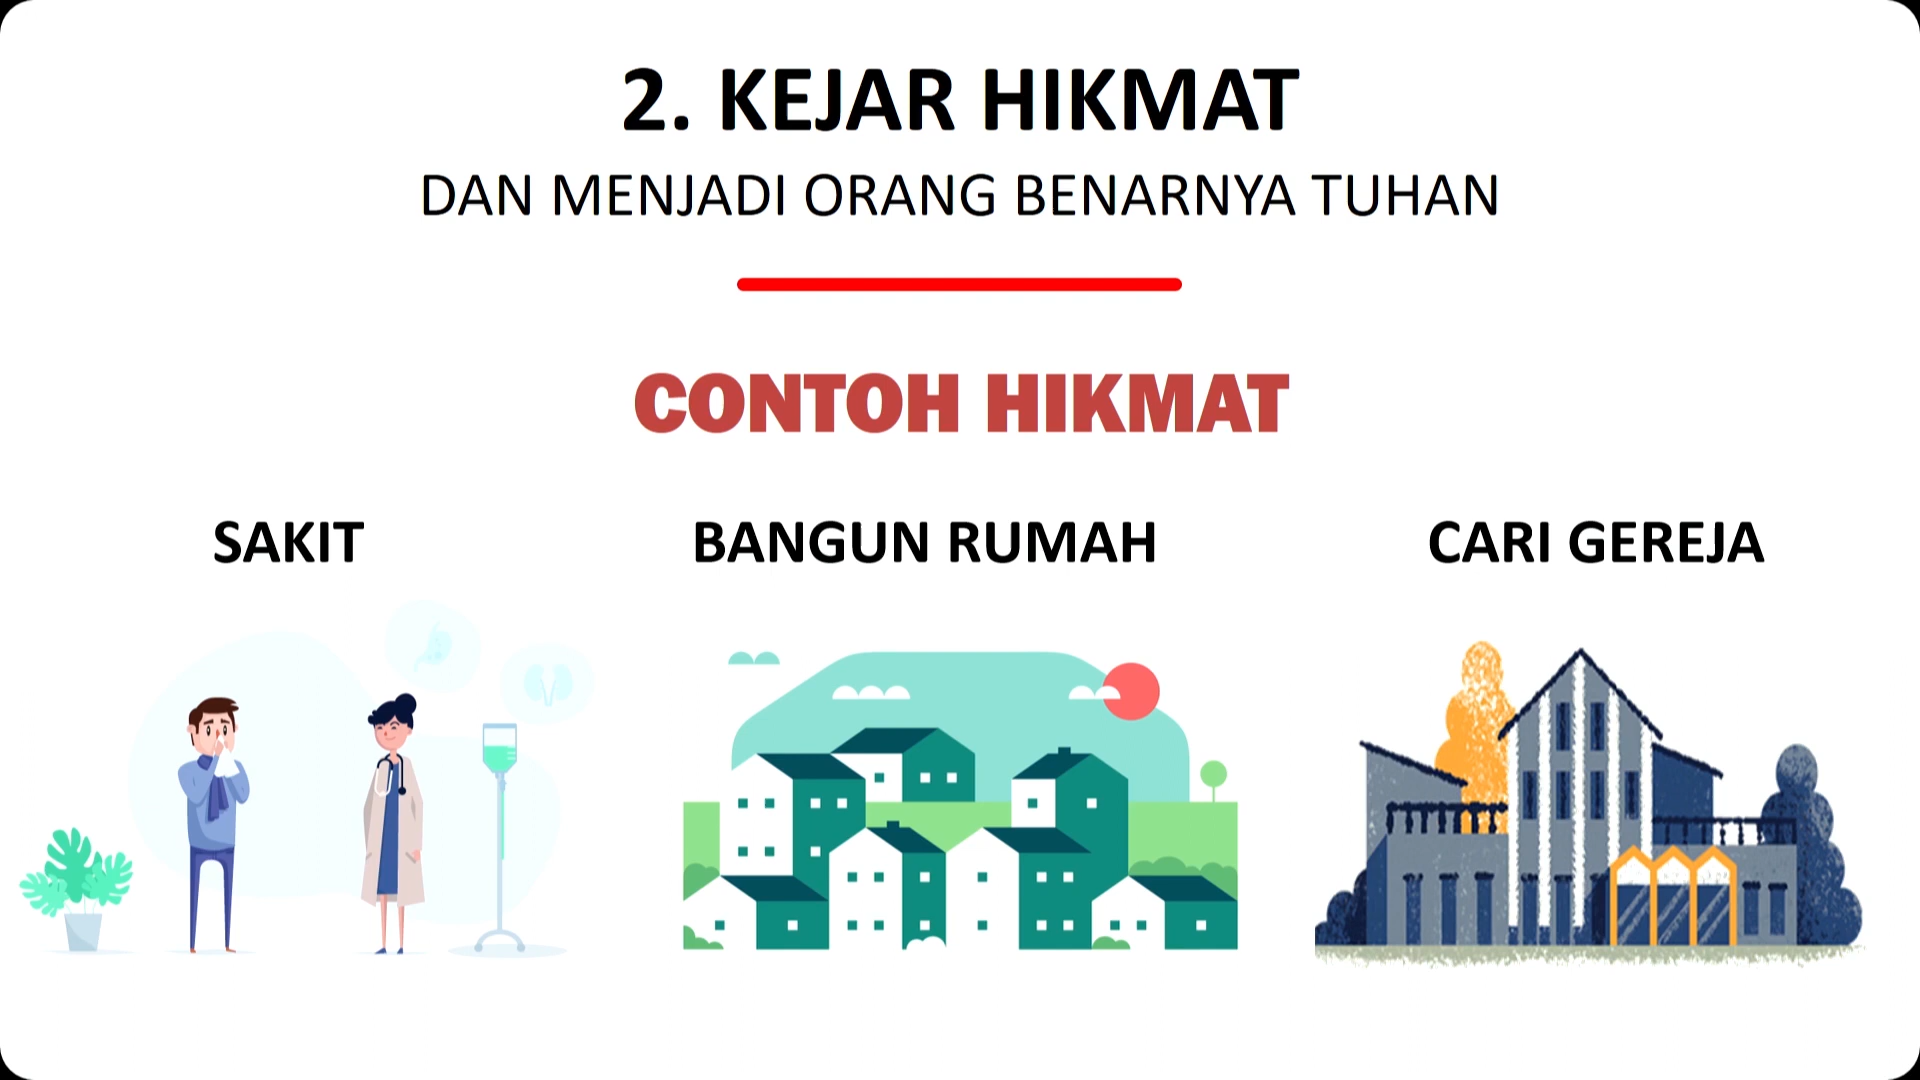 2. KEJAR HIKMAT
DAN MENJADI ORANG BENARNYA TUHAN
CONTOH HIKMAT
SAKIT
BANGUN RUMAH
CARI GEREJA